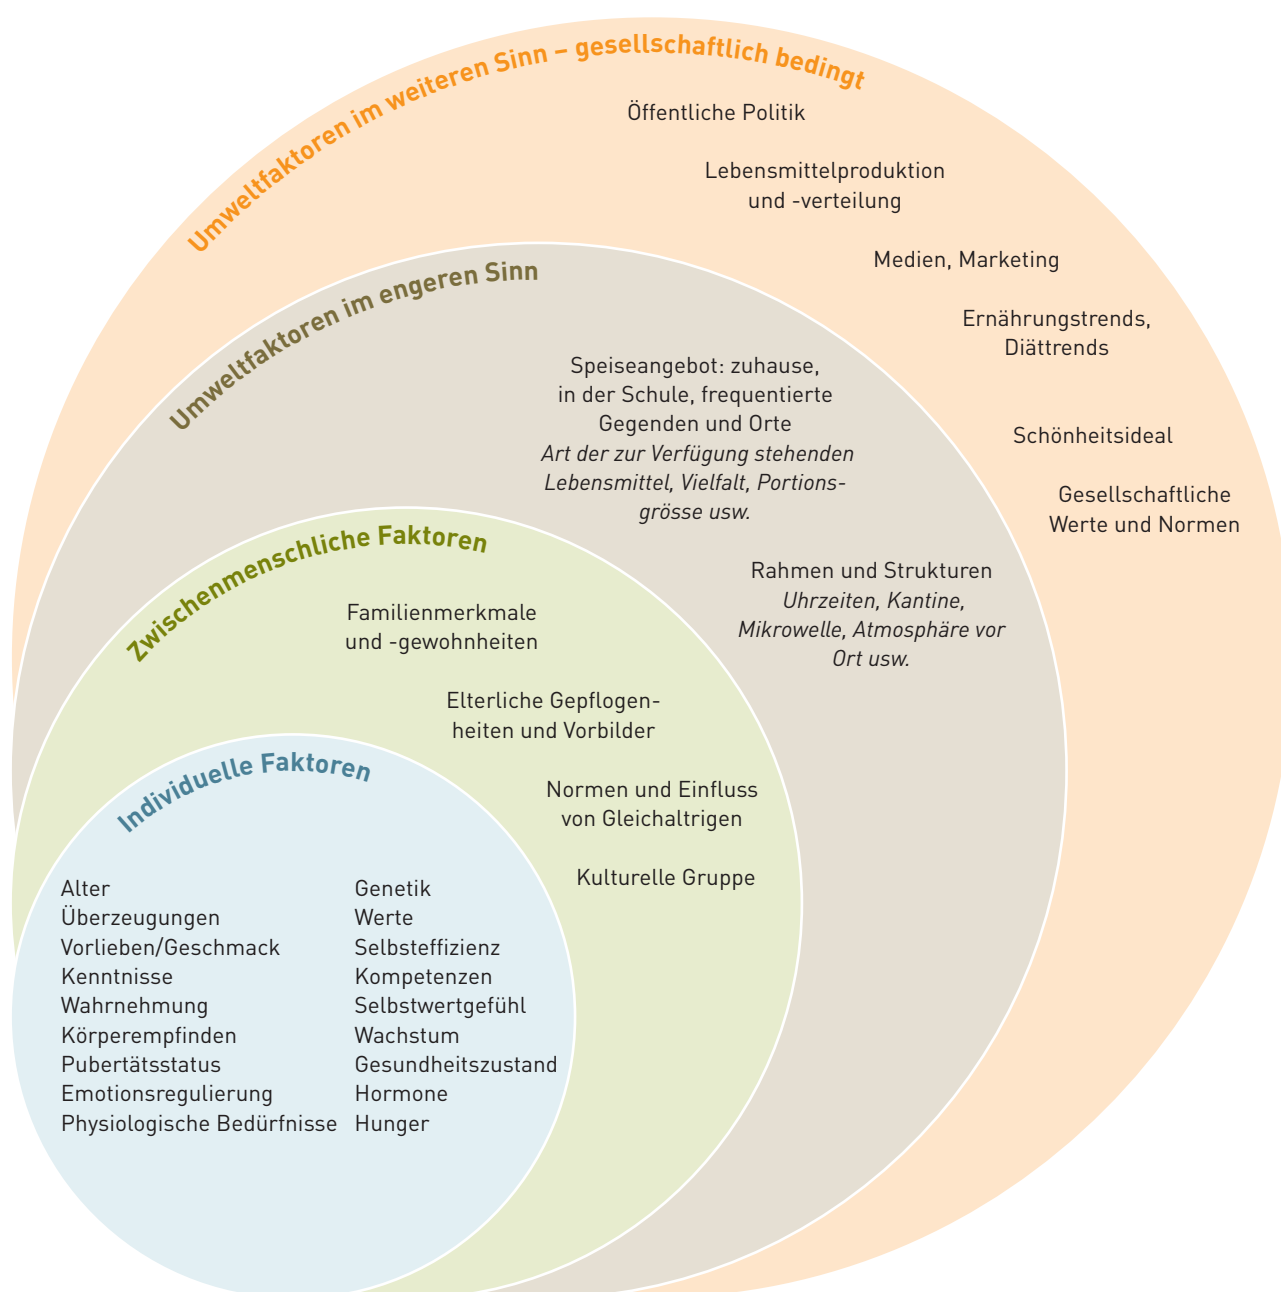 Umweltfaktoren im weiteren Sinn – gesellschaftlich bedingt
Öffentliche Politik
Lebensmittelproduktion
und -verteilung
Medien, Marketing
Ernährungstrends,
Diättrends
Schönheitsideal
Gesellschaftliche
Werte und Normen
Umweltfaktoren im engeren Sinn
Speiseangebot: zuhause,
in der Schule, frequentierte
Gegenden und Orte
Art der zur Verfügung stehenden
Lebensmittel, Vielfalt, Portions-
grösse usw.
Rahmen und Strukturen
Uhrzeiten, Kantine,
Mikrowelle, Atmosphäre vor
Ort usw.
Zwischenmenschliche Faktoren
Familienmerkmale
und -gewohnheiten
Elterliche Gepflogen-
heiten und Vorbilder
Normen und Einfluss
von Gleichaltrigen
Kulturelle Gruppe
Individuelle Faktoren
Alter
Überzeugungen
Vorlieben/Geschmack
Kenntnisse
Wahrnehmung
Körperempfinden
Pubertätsstatus
Emotionsregulierung
Physiologische Bedürfnisse
Genetik
Werte
Selbsteffizienz
Kompetenzen
Selbstwertgefühl
Wachstum
Gesundheitszustand
Hormone
Hunger